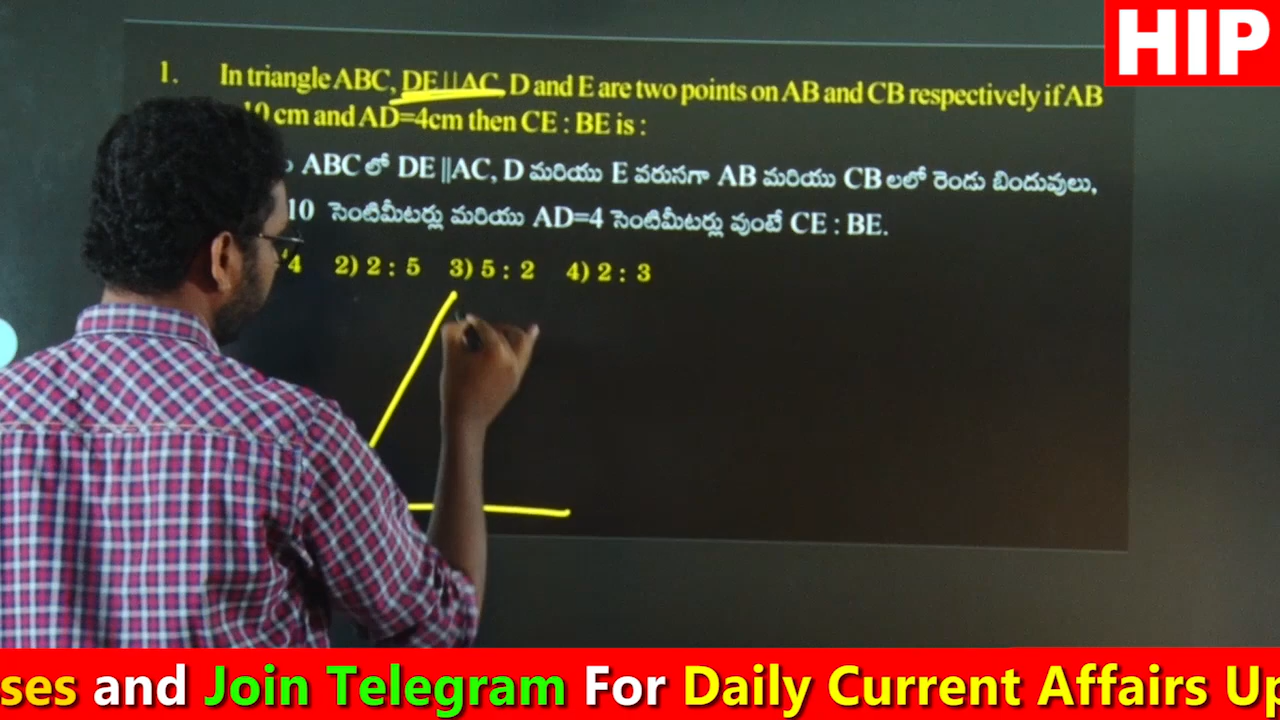 HIP
1. In triangle ABC, DE || AC, D and E are two points on AB and CB respectively if AB
10 cm and AD=4cm then CE : BE is :
ABC లో DE ||AC, D మరియు E వరుసగా AB మరియు CB లలో రెండు బిందువులు,
10 సెంటిమీటర్లు మరియు AD=4 సెంటిమీటర్లు వుంటే CE : BE.
4 2) 2 : 5 3) 5 : 2 4) 2 : 3
and Join Telegram For Daily Current Affairs